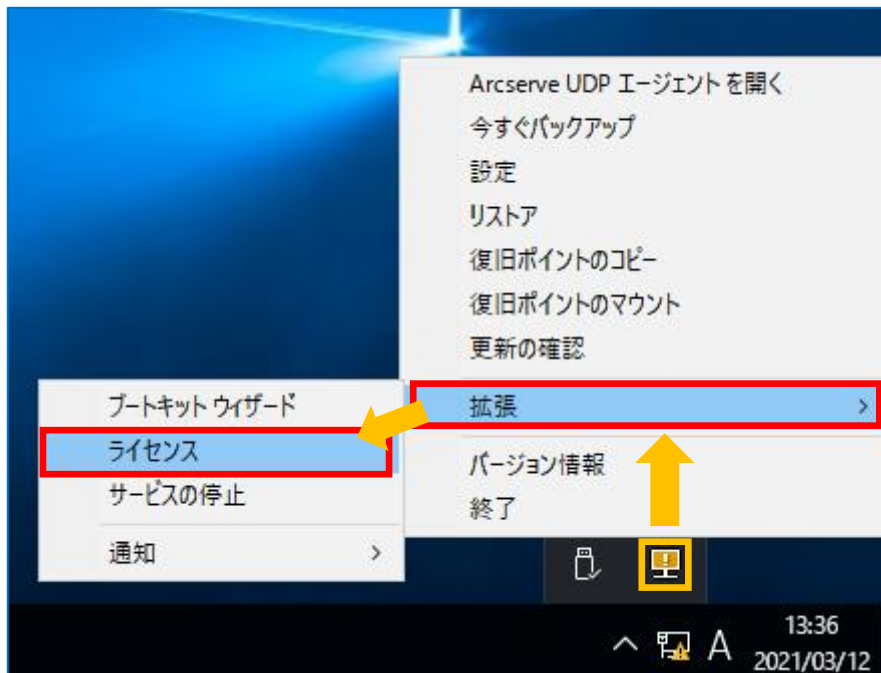 Arcserve UDP エージェント を開く
今すぐバックアップ
設定
リストア
復旧ポイントのコピー
復旧ポイントのマウント
更新の確認
拡張
バージョン情報
終了
ブートキット ウィザード
ライセンス
サービスの停止
通知
A
13:36
2021/03/12